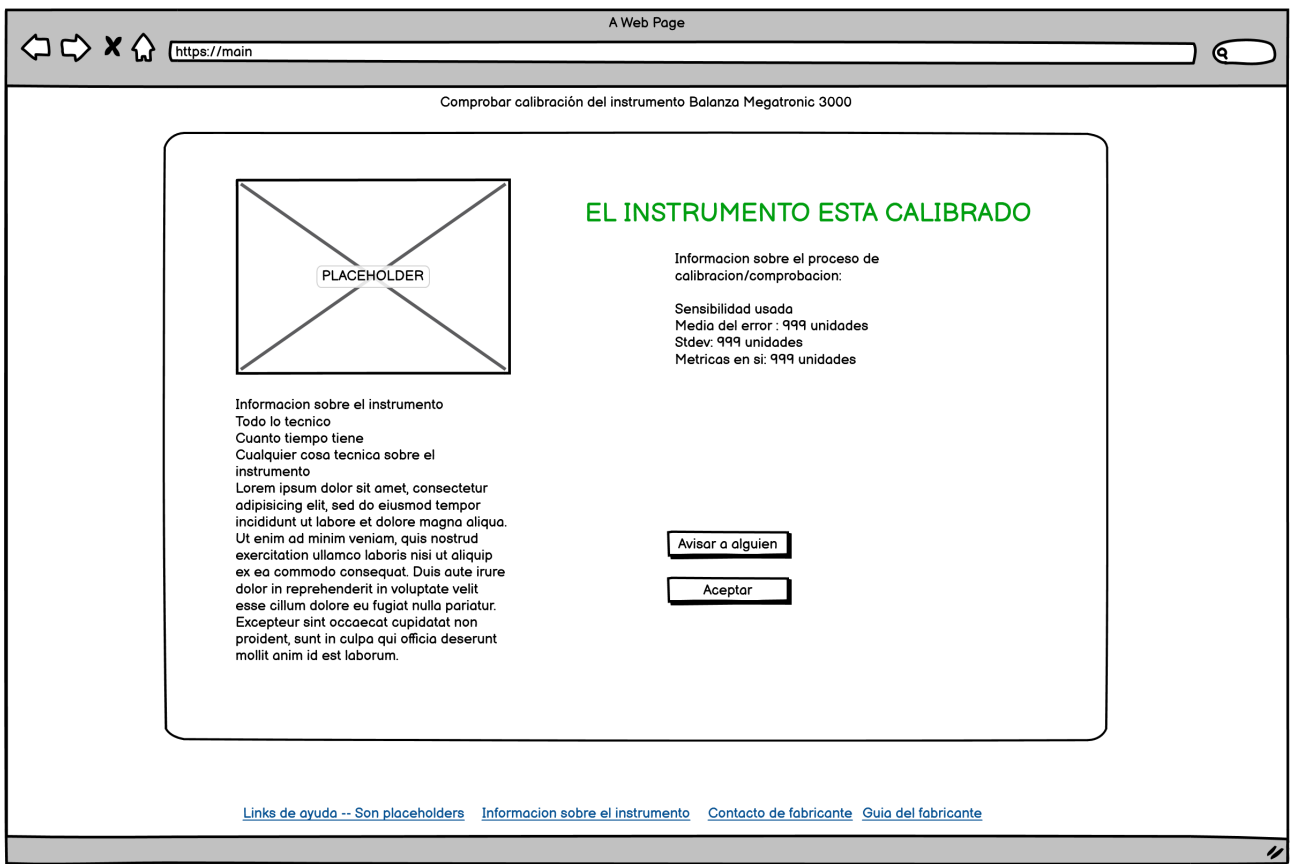 A Web Page
https://main
Comprobar calibración del instrumento Balanza Megatronic 3000
PLACEHOLDER
Informacion sobre el instrumento
Todo lo tecnico
Cuanto tiempo tiene
Cualquier cosa tecnica sobre el
instrumento
Lorem ipsum dolor sit amet, consectetur
adipisicing elit, sed do eiusmod tempor
incididunt ut labore et dolore magna aliqua.
Ut enim ad minim veniam, quis nostrud
exercitation ullamco laboris nisi ut aliquip
ex ea commodo consequat. Duis aute irure
dolor in reprehenderit in voluptate velit
esse cillum dolore eu fugiat nulla pariatur.
Excepteur sint occaecat cupidatat non
proident, sunt in culpa qui officia deserunt
mollit anim id est laborum.
EL INSTRUMENTO ESTA CALIBRADO
Informacion sobre el proceso de
calibracion/comprobacion:
Sensibilidad usada
Media del error : 999 unidades
Stdev: 999 unidades
Metricas en si: 999 unidades
Avisar a alguien
Aceptar
Links de ayuda -- Son placeholders Informacion sobre el instrumento Contacto de fabricante Guia del fabricante